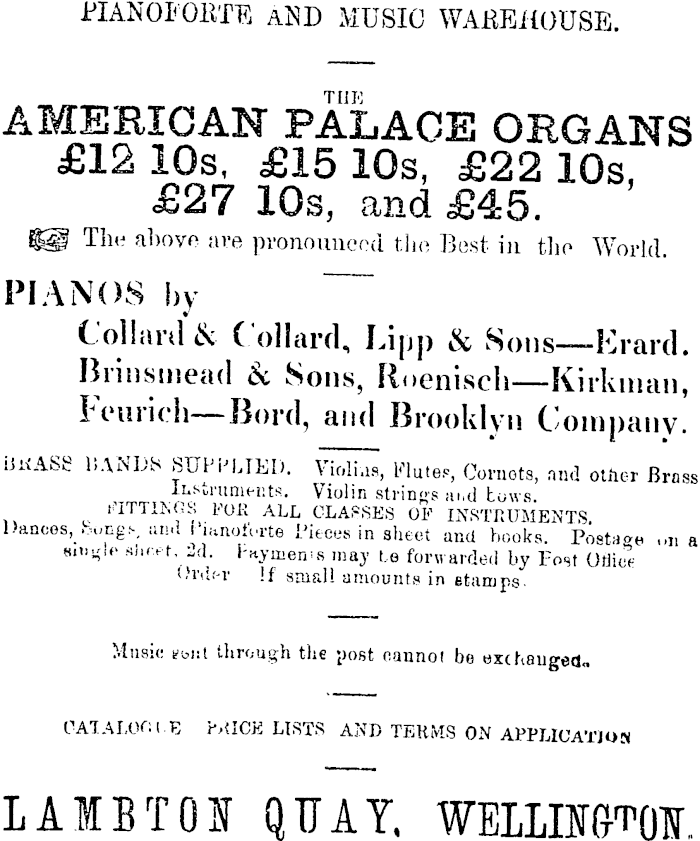 PIANOFORTE AND MUSIC WAREHOUSE.
THE
AMERICAN PALACE ORGANS
£12 10s, £15 10s, £22 10s,
£27 10s, and £45.
The above are pronounced the Best in the World.
PIANOS by
Collard & Collard, Lipp & Sons—Erard.
Brinsmead & Sons, Roenisch—Kirkman,
Feurich—Bord, and Brooklyn Company.
BRASS BANDS SUPPLIED. Violins, Flutes, Cornets, and other Brass
Instruments. Violin strings and bows.
FITTINGS FOR ALL CLASSES OF INSTRUMENTS.
Dances, Songs, and Pianoforte Pieces in sheet and books. Postage on a
single sheet, 2d. Payments may be forwarded by Post Office
Order If small amounts in stamps.
Music sent through the post cannot be exchanged.
CATALOGUE PRICE LISTS AND TERMS ON APPLICATION
LAMBTON QUAY, WELLINGTON.